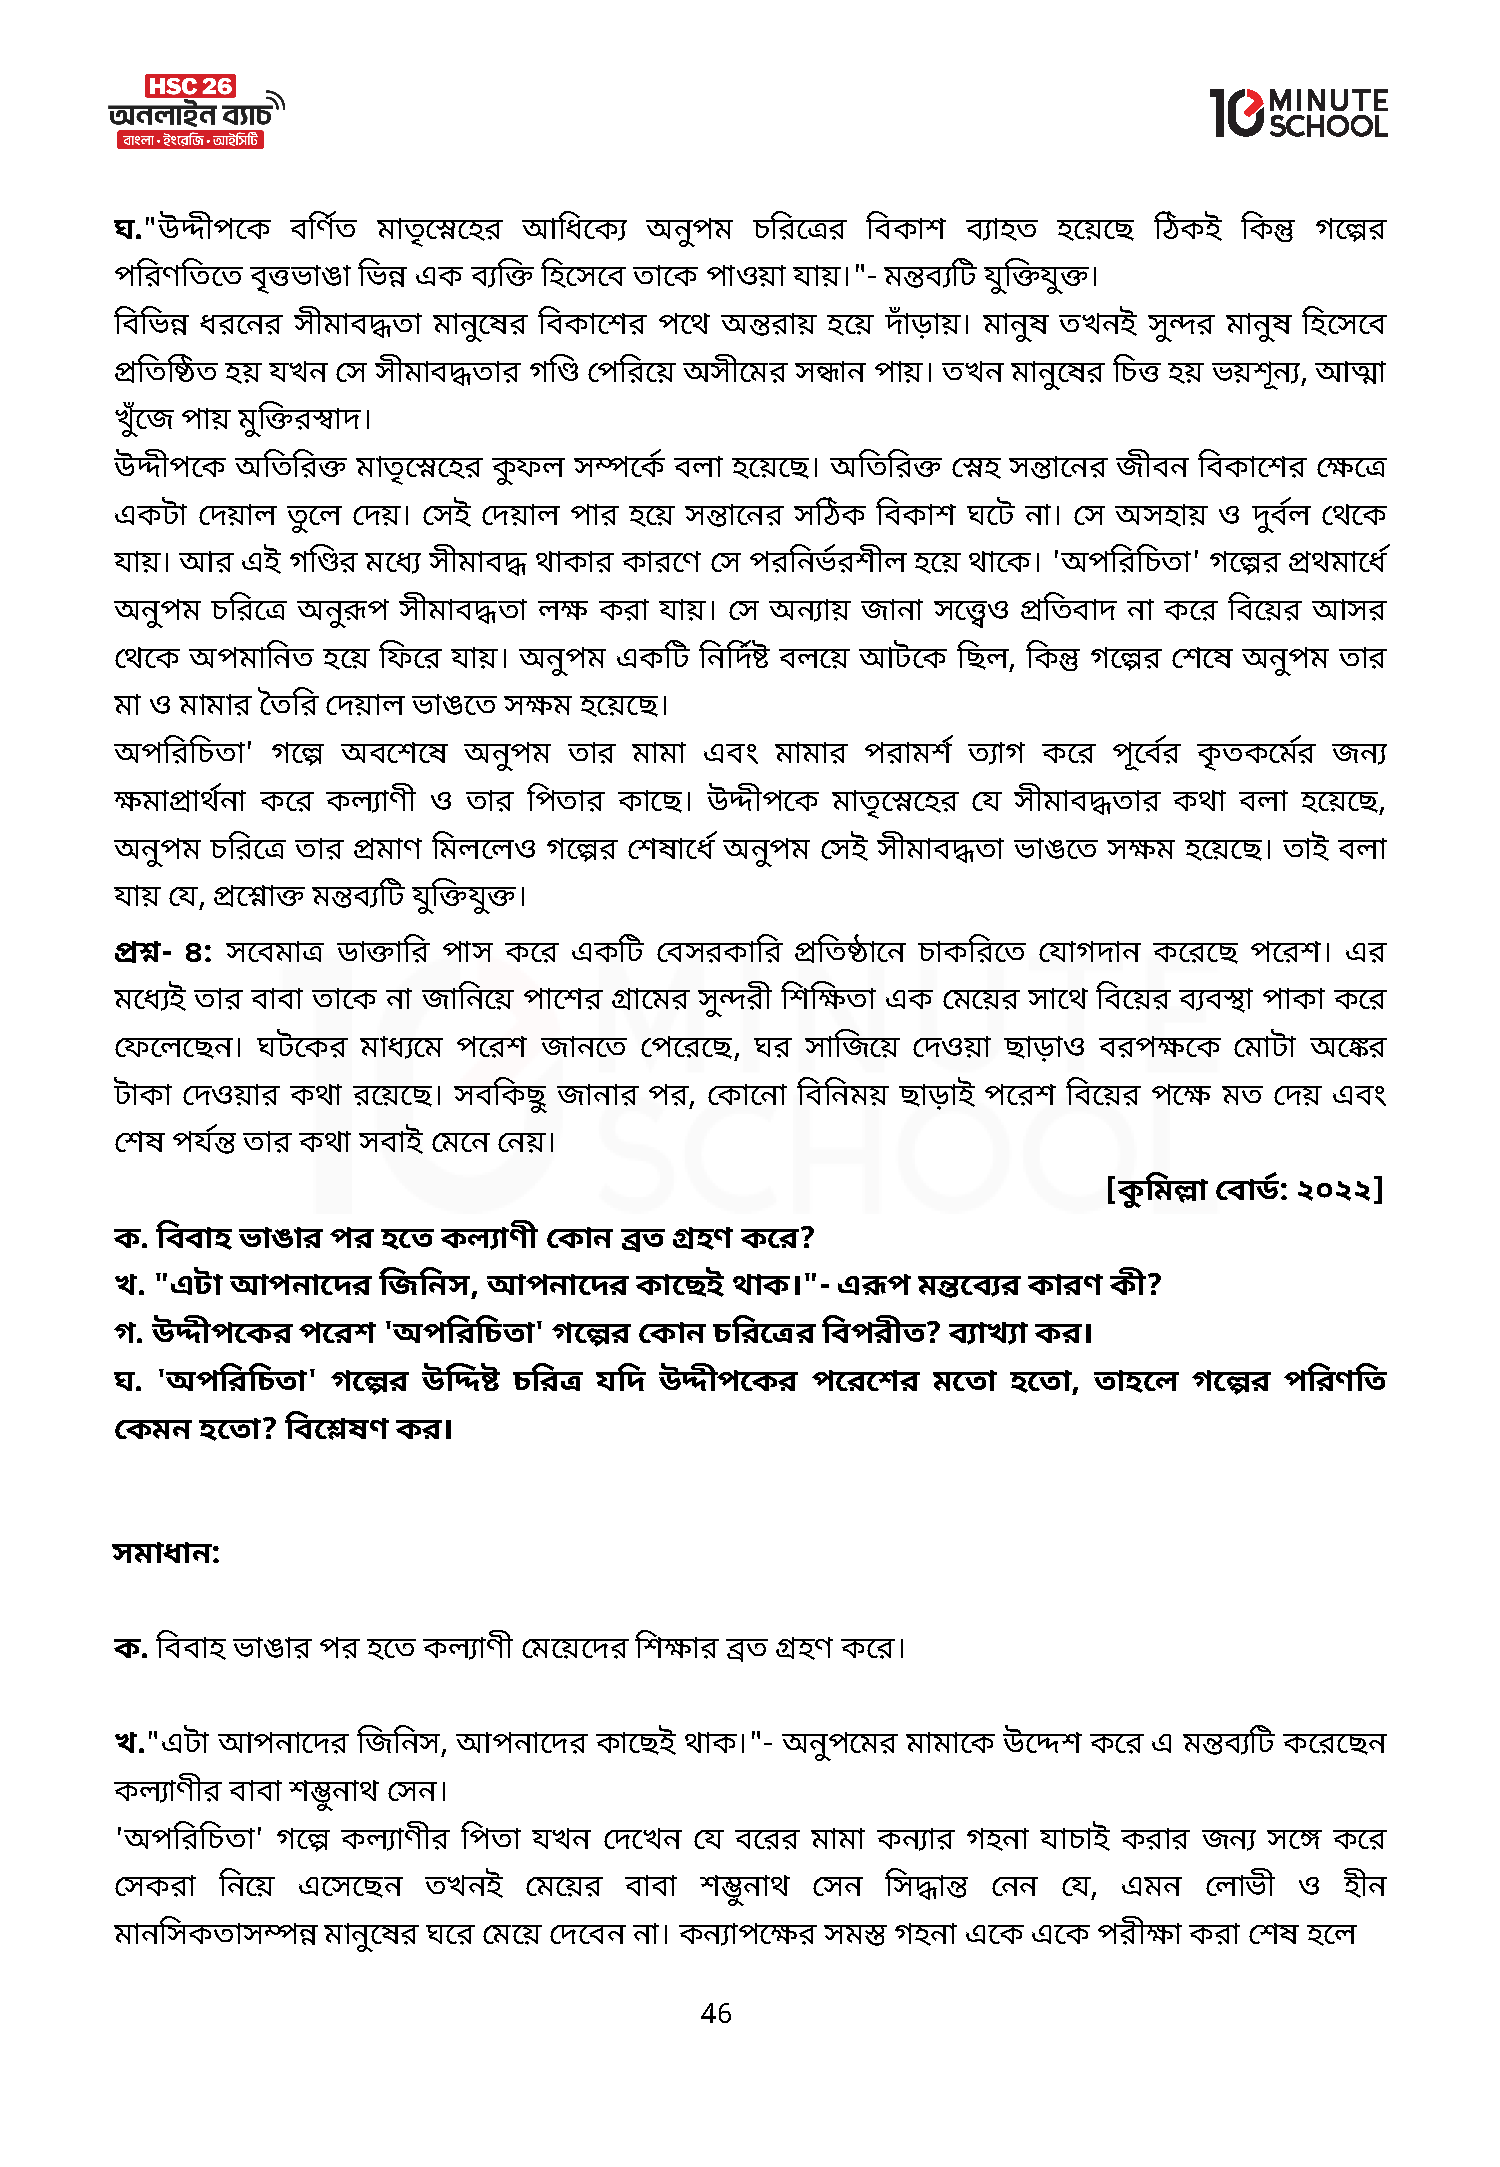 HSC 26
অনলাইন ব্যাচ
বাংলা • ইংরেজি • আইসিটি
10 MINUTE SCHOOL
ঘ."উদ্দীপকে বর্ণিত মাতৃস্নেহের আধিক্যে অনুপম চরিত্রের বিকাশ ব্যাহত হয়েছে ঠিকই কিন্তু গল্পের
পরিণতিতে বৃত্তভাঙা ভিন্ন এক ব্যক্তি হিসেবে তাকে পাওয়া যায়।"- মন্তব্যটি যুক্তিযুক্ত।
বিভিন্ন ধরনের সীমাবদ্ধতা মানুষের বিকাশের পথে অন্তরায় হয়ে দাঁড়ায়। মানুষ তখনই সুন্দর মানুষ হিসেবে
প্রতিষ্ঠিত হয় যখন সে সীমাবদ্ধতার গণ্ডি পেরিয়ে অসীমের সন্ধান পায়। তখন মানুষের চিত্ত হয় ভয়শূন্য, আত্মা
খুঁজে পায় মুক্তিরস্বাদ।
উদ্দীপকে অতিরিক্ত মাতৃস্নেহের কুফল সম্পর্কে বলা হয়েছে। অতিরিক্ত স্নেহ সন্তানের জীবন বিকাশের ক্ষেত্রে
একটা দেয়াল তুলে দেয়। সেই দেয়াল পার হয়ে সন্তানের সঠিক বিকাশ ঘটে না। সে অসহায় ও দুর্বল থেকে
যায়। আর এই গণ্ডির মধ্যে সীমাবদ্ধ থাকার কারণে সে পরনির্ভরশীল হয়ে থাকে। 'অপরিচিতা' গল্পের প্রথমার্ধে
অনুপম চরিত্রে অনুরূপ সীমাবদ্ধতা লক্ষ করা যায়। সে অন্যায় জানা সত্ত্বেও প্রতিবাদ না করে বিয়ের আসর
থেকে অপমানিত হয়ে ফিরে যায়। অনুপম একটি নির্দিষ্ট বলয়ে আটকে ছিল, কিন্তু গল্পের শেষে অনুপম তার
মা ও মামার তৈরি দেয়াল ভাঙতে সক্ষম হয়েছে।
অপরিচিতা' গল্পে অবশেষে অনুপম তার মামা এবং মামার পরামর্শ ত্যাগ করে পূর্বের কৃতকর্মের জন্য
ক্ষমাপ্রার্থনা করে কল্যাণী ও তার পিতার কাছে। উদ্দীপকে মাতৃস্নেহের যে সীমাবদ্ধতার কথা বলা হয়েছে,
অনুপম চরিত্রে তার প্রমাণ মিললেও গল্পের শেষার্ধে অনুপম সেই সীমাবদ্ধতা ভাঙতে সক্ষম হয়েছে। তাই বলা
যায় যে, প্রশ্নোক্ত মন্তব্যটি যুক্তিযুক্ত।
প্রশ্ন- ৪: সবেমাত্র ডাক্তারি পাস করে একটি বেসরকারি প্রতিষ্ঠানে চাকরিতে যোগদান করেছে পরেশ। এর
মধ্যেই তার বাবা তাকে না জানিয়ে পাশের গ্রামের সুন্দরী শিক্ষিতা এক মেয়ের সাথে বিয়ের ব্যবস্থা পাকা করে
ফেলেছেন। ঘটকের মাধ্যমে পরেশ জানতে পেরেছে, ঘর সাজিয়ে দেওয়া ছাড়াও বরপক্ষকে মোটা অঙ্কের
টাকা দেওয়ার কথা রয়েছে। সবকিছু জানার পর, কোনো বিনিময় ছাড়াই পরেশ বিয়ের পক্ষে মত দেয় এবং
শেষ পর্যন্ত তার কথা সবাই মেনে নেয়।
[কুমিল্লা বোর্ড: ২০২২]
ক. বিবাহ ভাঙার পর হতে কল্যাণী কোন ব্রত গ্রহণ করে?
খ. "এটা আপনাদের জিনিস, আপনাদের কাছেই থাক।"- এরূপ মন্তব্যের কারণ কী?
গ. উদ্দীপকের পরেশ 'অপরিচিতা' গল্পের কোন চরিত্রের বিপরীত? ব্যাখ্যা কর।
ঘ. 'অপরিচিতা' গল্পের উদ্দিষ্ট চরিত্র যদি উদ্দীপকের পরেশের মতো হতো, তাহলে গল্পের পরিণতি
কেমন হতো? বিশ্লেষণ কর।
সমাধান:
ক. বিবাহ ভাঙার পর হতে কল্যাণী মেয়েদের শিক্ষার ব্রত গ্রহণ করে।
খ."এটা আপনাদের জিনিস, আপনাদের কাছেই থাক।"- অনুপমের মামাকে উদ্দেশ করে এ মন্তব্যটি করেছেন
কল্যাণীর বাবা শম্ভুনাথ সেন।
'অপরিচিতা' গল্পে কল্যাণীর পিতা যখন দেখেন যে বরের মামা কন্যার গহনা যাচাই করার জন্য সঙ্গে করে
সেকরা নিয়ে এসেছেন তখনই মেয়ের বাবা শম্ভুনাথ সেন সিদ্ধান্ত নেন যে, এমন লোভী ও হীন
মানসিকতাসম্পন্ন মানুষের ঘরে মেয়ে দেবেন না। কন্যাপক্ষের সমস্ত গহনা একে একে পরীক্ষা করা শেষ হলে
46